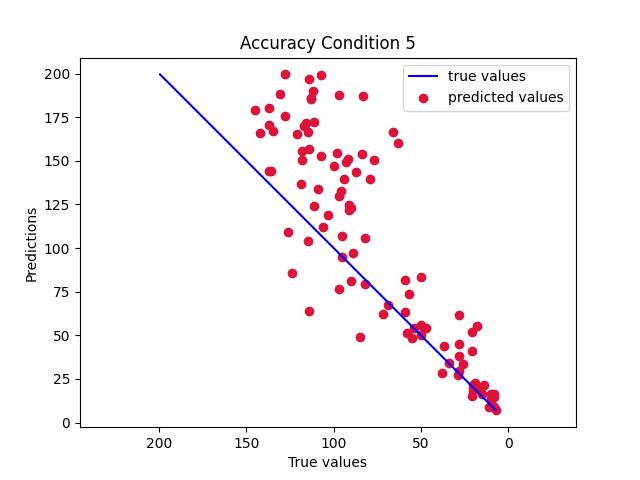 Accuracy Condition 5
true values
predicted values
Predictions
200
175
150
125
100
75
50
25
0
200 150 100 50 0
True values